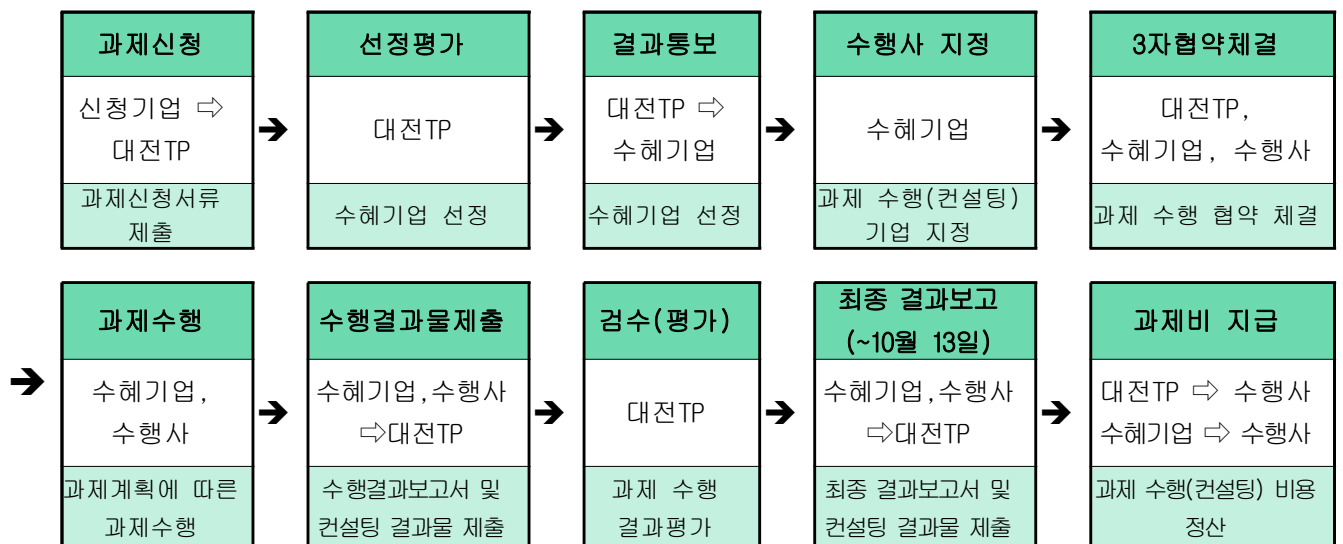 과제신청
신청기업 ⇨
대전TP
과제신청서류
제출
➔
선정평가
대전TP
수혜기업 선정
➔
결과통보
대전TP ⇨
수혜기업
수혜기업 선정
➔
수행사 지정
수혜기업
과제 수행(컨설팅)
기업 지정
➔
3자협약체결
대전TP,
수혜기업, 수행사
과제 수행 협약 체결
➔
과제수행
수혜기업,
수행사
과제계획에 따른
과제수행
➔
수행결과물제출
수혜기업,수행사
⇨대전TP
수행결과보고서 및
컨설팅 결과물 제출
➔
검수(평가)
대전TP
과제 수행
결과평가
➔
최종 결과보고
(~10월 13일)
수혜기업,수행사
⇨대전TP
최종 결과보고서 및
컨설팅 결과물 제출
➔
과제비 지급
대전TP ⇨ 수행사
수혜기업 ⇨ 수행사
과제 수행(컨설팅) 비용
정산